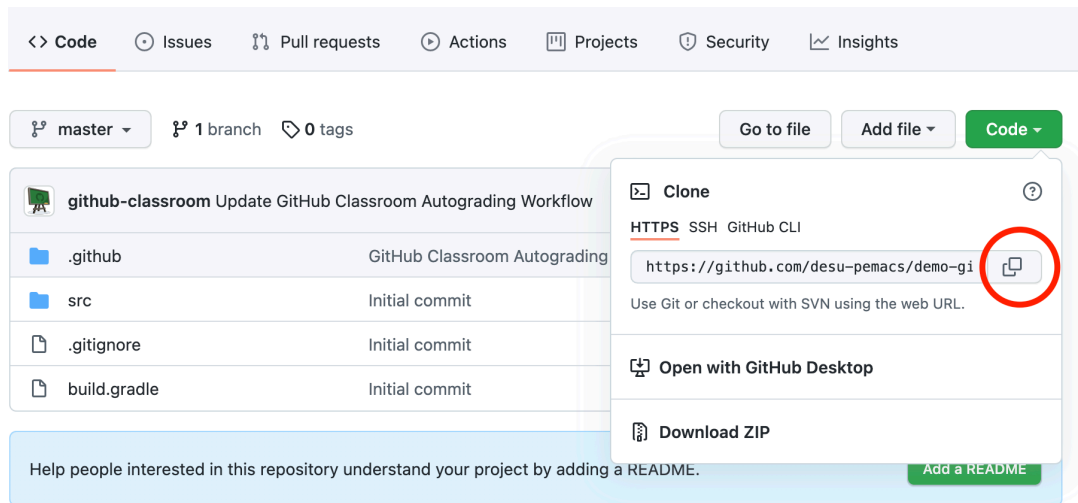 Code Issues Pull requests Actions Projects Security Insights
master 1 branch 0 tags Go to file Add file Code
github-classroom Update GitHub Classroom Autograding Workflow
.github GitHub Classroom Autograding
src Initial commit
.gitignore Initial commit
build.gradle Initial commit
Clone
HTTPS SSH GitHub CLI
https://github.com/desu-pemacs/demo-gi
Use Git or checkout with SVN using the web URL.
Open with GitHub Desktop
Download ZIP
Help people interested in this repository understand your project by adding a README. Add a README